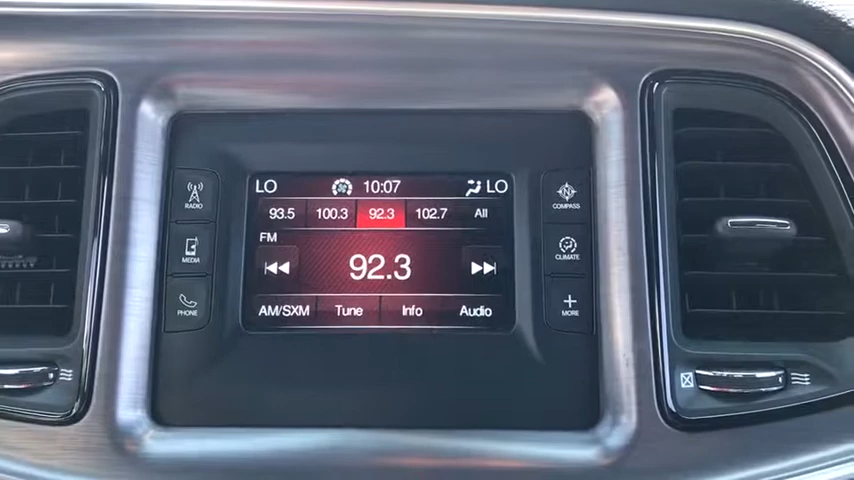 LO 10:07 LO
93.5 100.3 92.3 102.7 All
FM
92.3
AM/SXM Tune Info Audio
RADIO
MEDIA
PHONE
COMPASS
CLIMATE
MORE